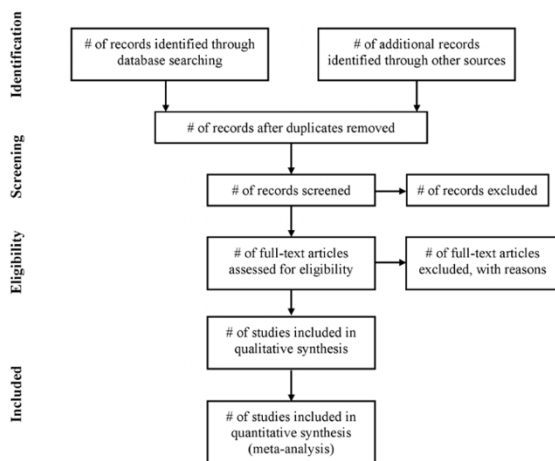 Identification
# of records identified through
database searching
# of additional records
identified through other sources
# of records after duplicates removed
Screening
# of records screened
# of records excluded
Eligibility
# of full-text articles
assessed for eligibility
# of full-text articles
excluded, with reasons
# of studies included in
qualitative synthesis
Included
# of studies included in
quantitative synthesis
(meta-analysis)